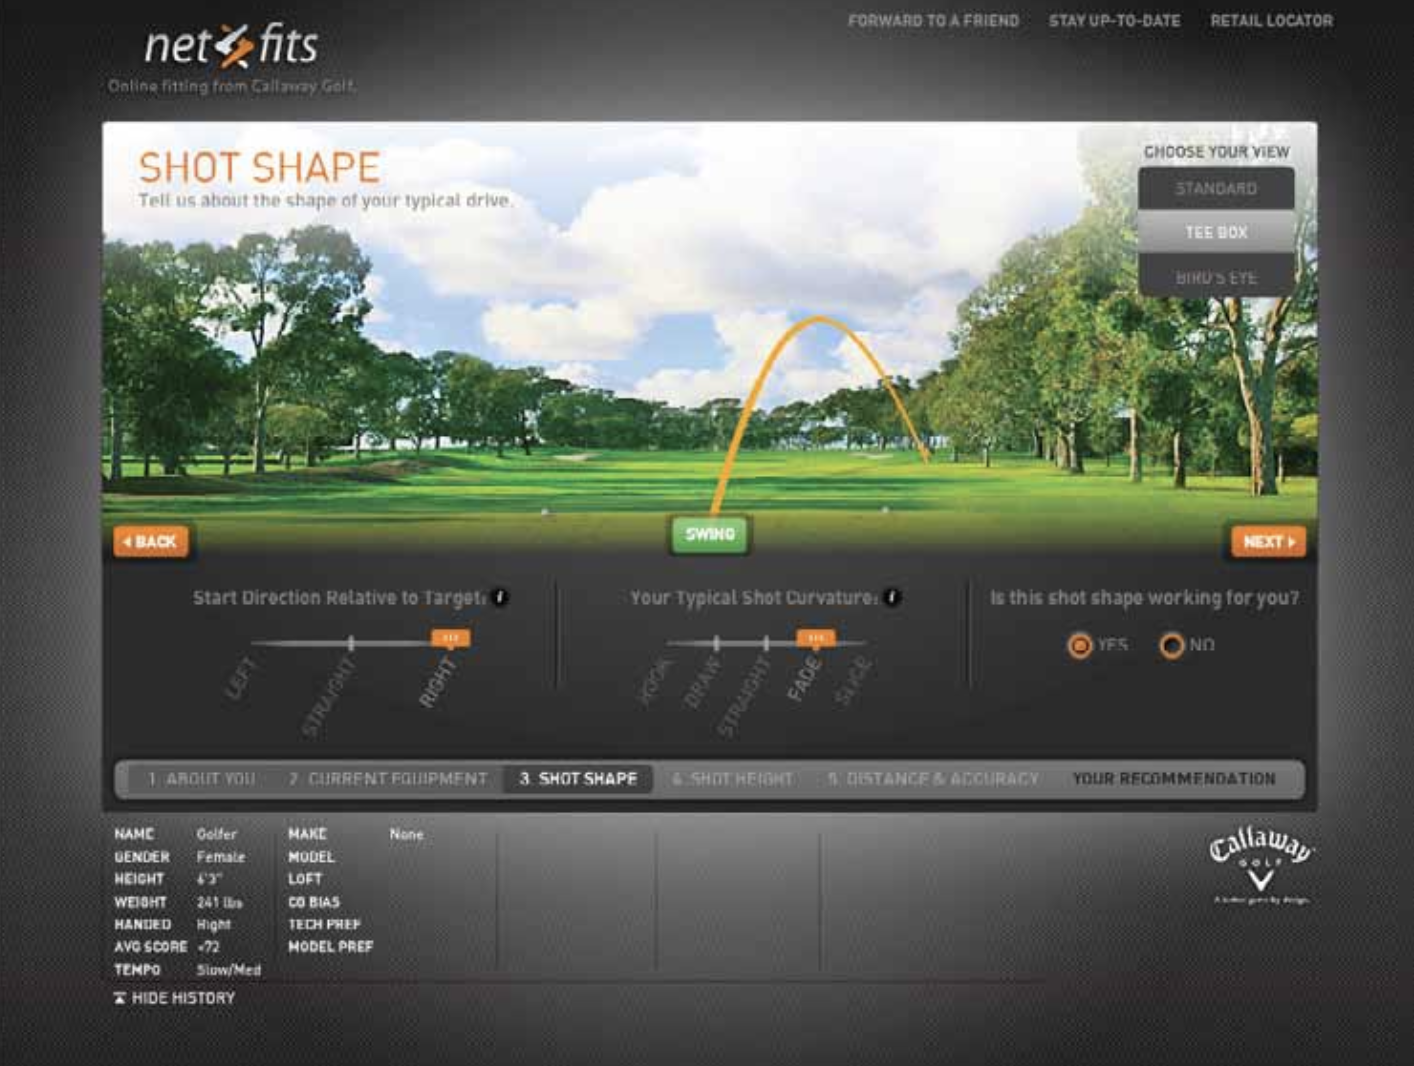 FORWARD TO A FRIEND STAY UP-TO-DATE RETAIL LOCATOR
net fits
Online fitting from Callaway Golf.
SHOT SHAPE
Tell us about the shape of your typical drive.
CHOOSE YOUR VIEW
STANDARD
TEE BOX
BIRD'S EYE
BACK
SWING
NEXT
Start Direction Relative to Target: i
LEFT
STRAIGHT
RIGHT
Your Typical Shot Curvature: i
HOOK
DRAW
STRAIGHT
FADE
SLICE
Is this shot shape working for you?
YES NO
1. ABOUT YOU 2. CURRENT EQUIPMENT 3. SHOT SHAPE 4. SHOT HEIGHT 5. DISTANCE & ACCURACY YOUR RECOMMENDATION
NAME Golfer MAKE None
GENDER Female MODEL
HEIGHT 6'3" LOFT
WEIGHT 241 lbs CG BIAS
HANDED Right TECH PREF
AVG SCORE <72 MODEL PREF
TEMPO Slow/Med
HIDE HISTORY
Callaway
GOLF